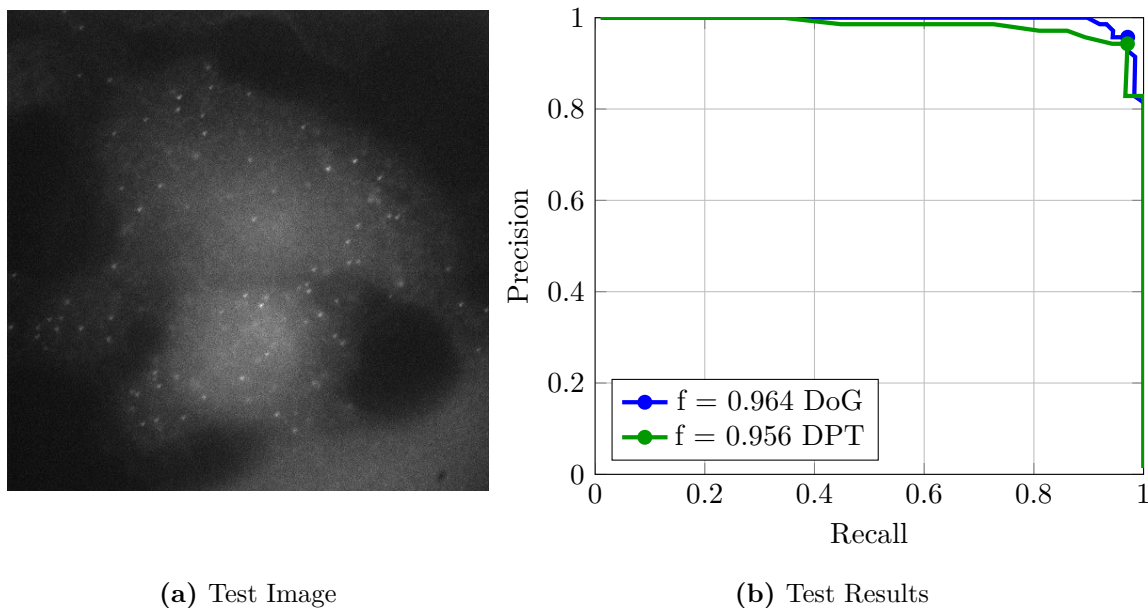 1
0.8
0.6
0.4
0.2
0
Precision
f = 0.964 DoG
f = 0.956 DPT
0 0.2 0.4 0.6 0.8 1
Recall
(a) Test Image
(b) Test Results